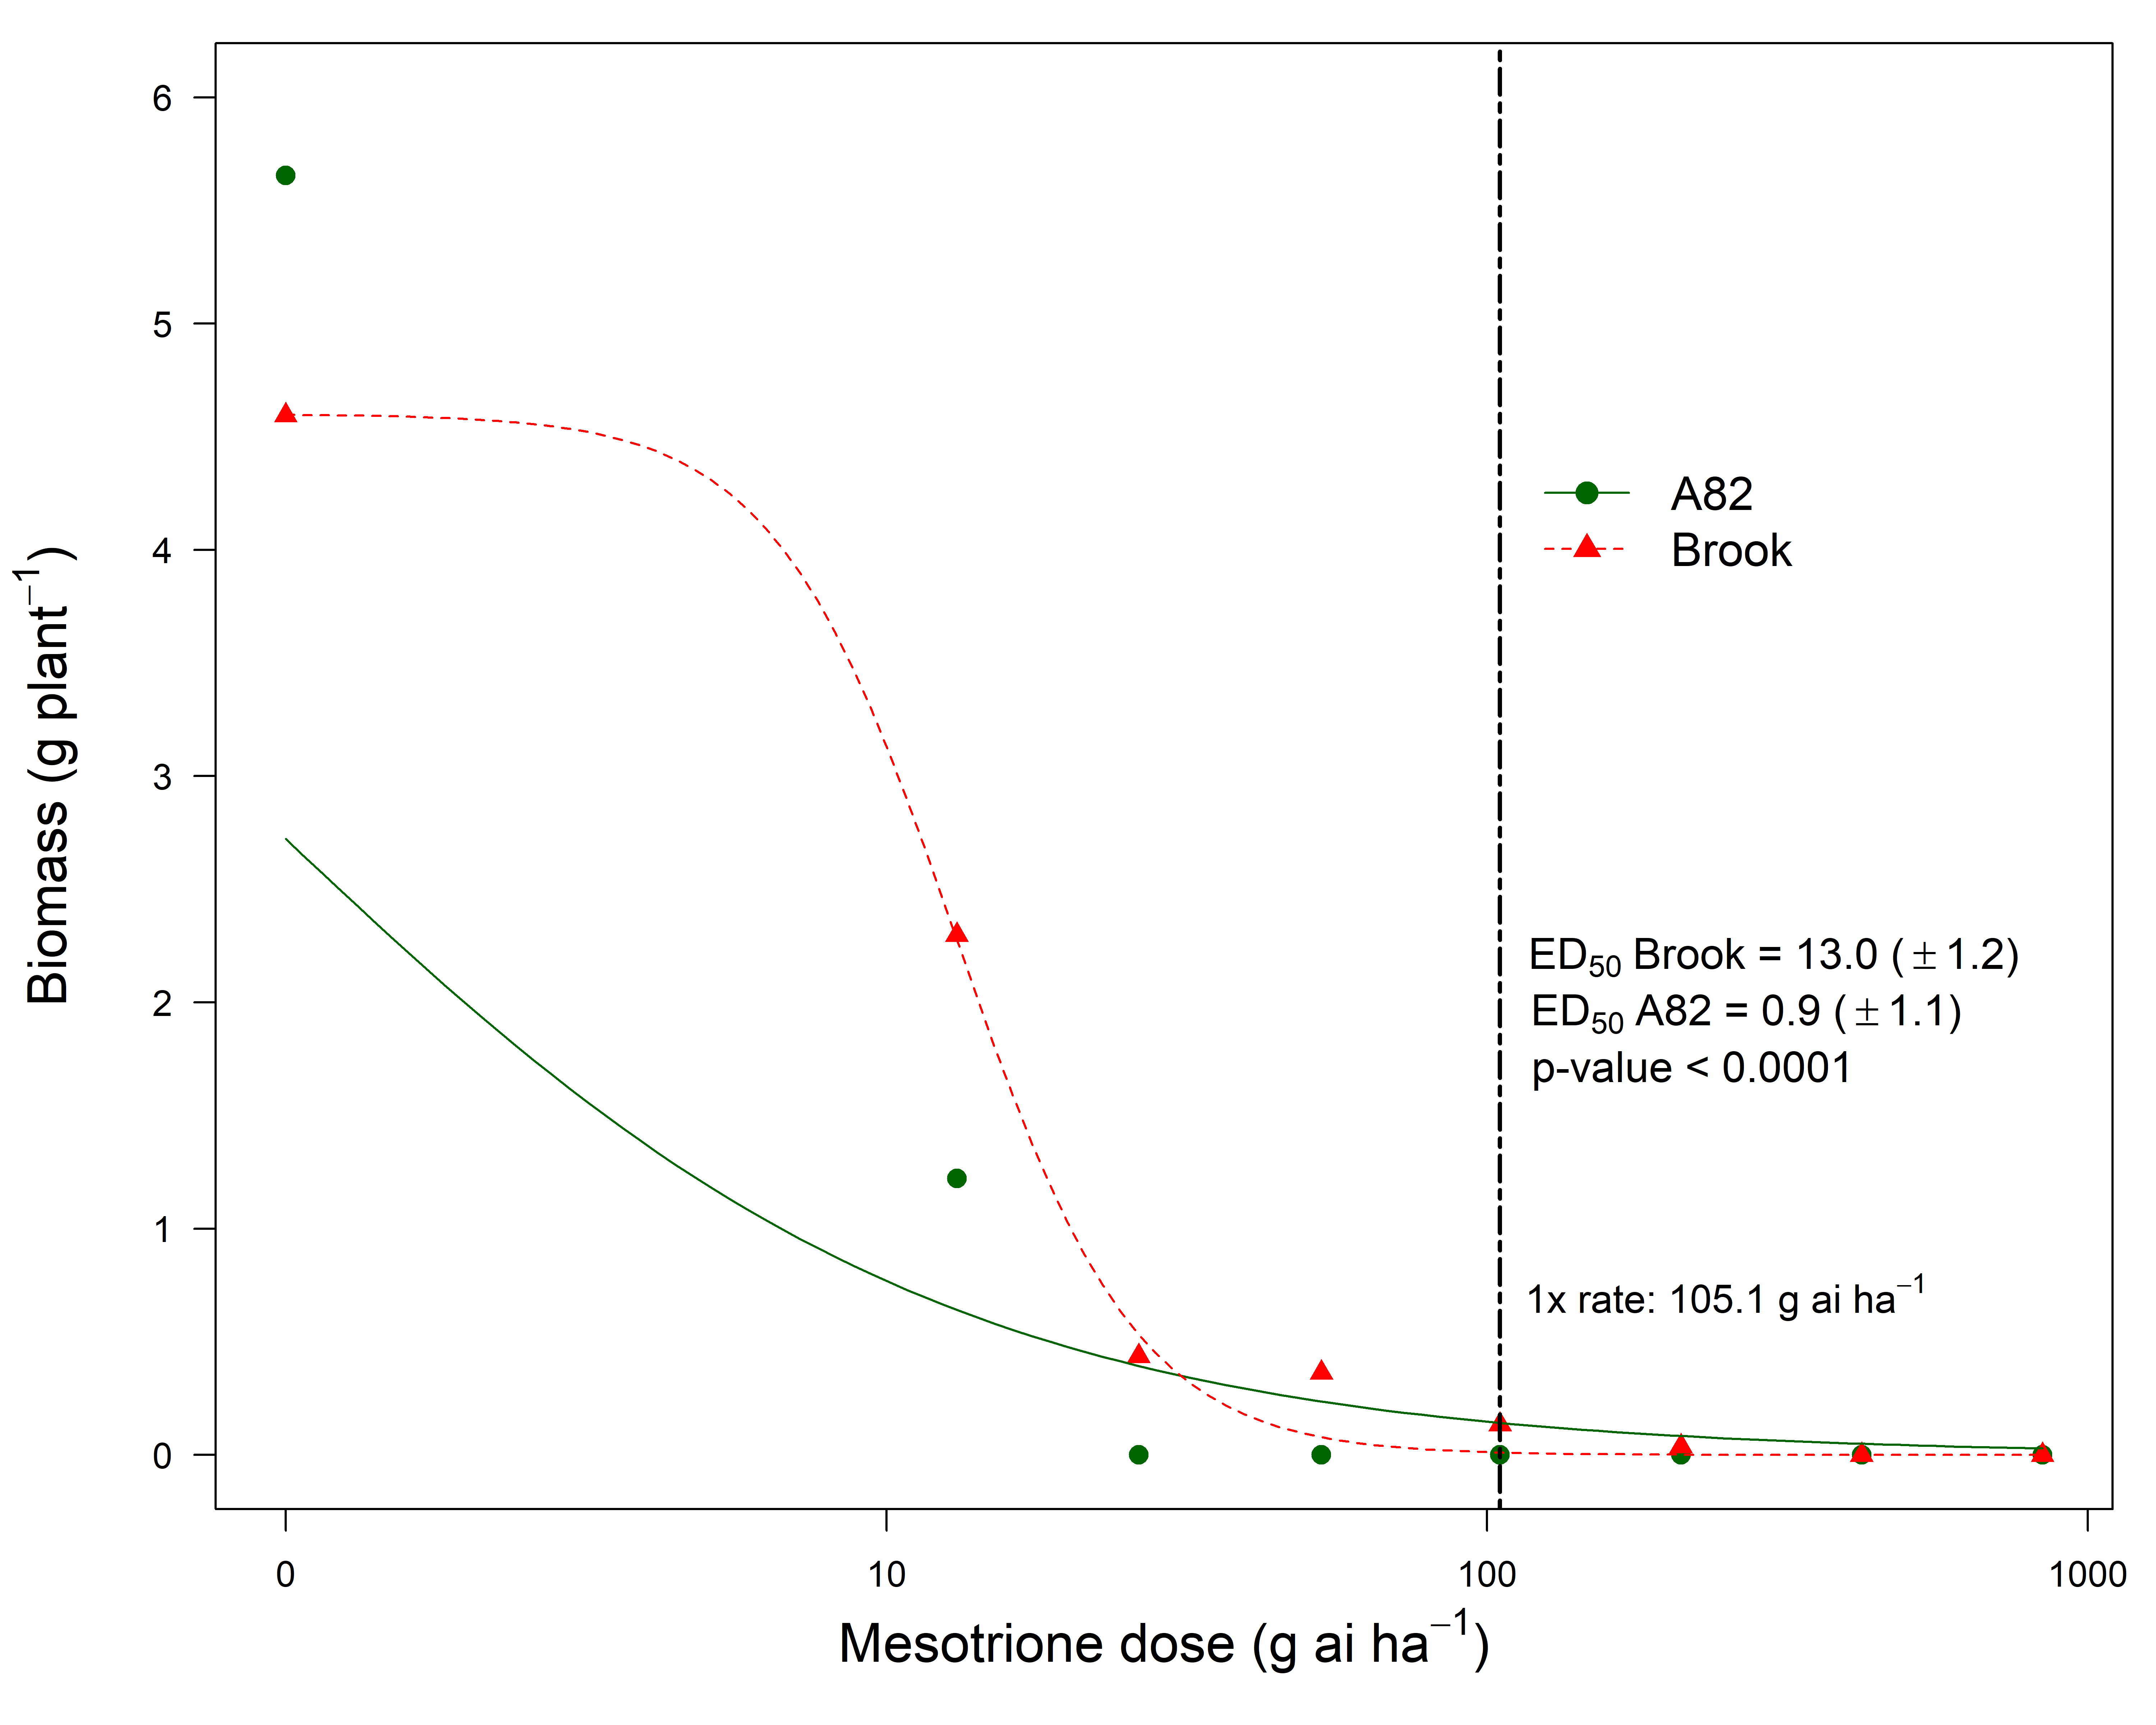 6
5
4
3
2
1
0
Biomass (g plant⁻¹)
A82
Brook
ED₅₀ Brook = 13.0 (±1.2)
ED₅₀ A82 = 0.9 (±1.1)
p-value < 0.0001
1x rate: 105.1 g ai ha⁻¹
0 10 100 1000
Mesotrione dose (g ai ha⁻¹)